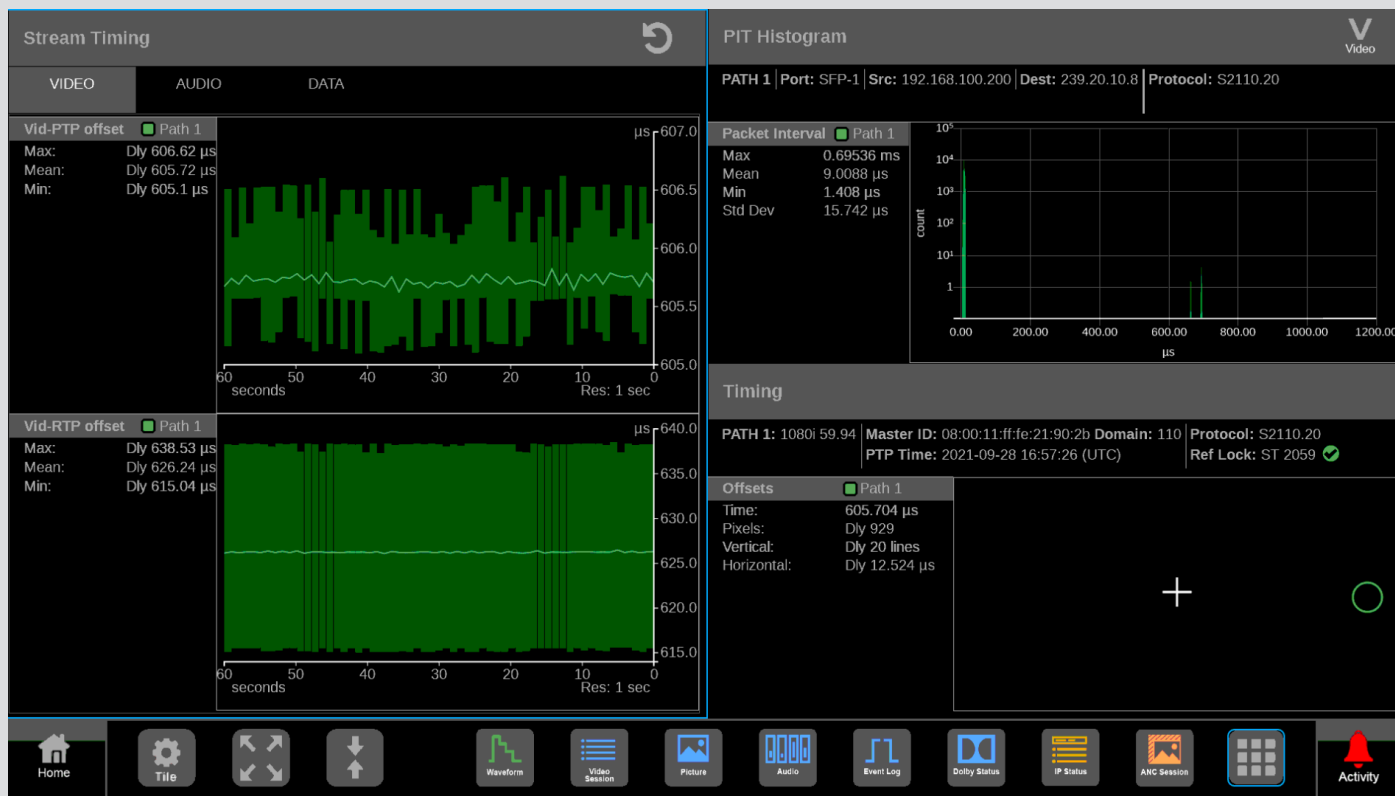 Stream Timing
VIDEO AUDIO DATA
Vid-PTP offset Path 1
Max: Dly 606.62 µs
Mean: Dly 605.72 µs
Min: Dly 605.1 µs
µs
607.0
606.5
606.0
605.5
605.0
60 50 40 30 20 10 0
seconds Res: 1 sec
Vid-RTP offset Path 1
Max: Dly 638.53 µs
Mean: Dly 626.24 µs
Min: Dly 615.04 µs
µs
640.0
635.0
630.0
625.0
620.0
615.0
60 50 40 30 20 10 0
seconds Res: 1 sec
PIT Histogram
V
Video
PATH 1 Port: SFP-1 Src: 192.168.100.200 Dest: 239.20.10.8 Protocol: S2110.20
Packet Interval Path 1
Max 0.69536 ms
Mean 9.0088 µs
Min 1.408 µs
Std Dev 15.742 µs
count
10⁵
10⁴
10³
10²
10¹
1
0.00 200.00 400.00 600.00 800.00 1000.00 1200.00
µs
Timing
PATH 1: 1080i 59.94 Master ID: 08:00:11:ff:fe:21:90:2b Domain: 110 Protocol: S2110.20
PTP Time: 2021-09-28 16:57:26 (UTC) Ref Lock: ST 2059
Offsets Path 1
Time: 605.704 µs
Pixels: Dly 929
Vertical: Dly 20 lines
Horizontal: Dly 12.524 µs
Home
Tile
Waveform
Video Session
Picture
Audio
Event Log
Dolby Status
IP Status
ANC Session
Activity